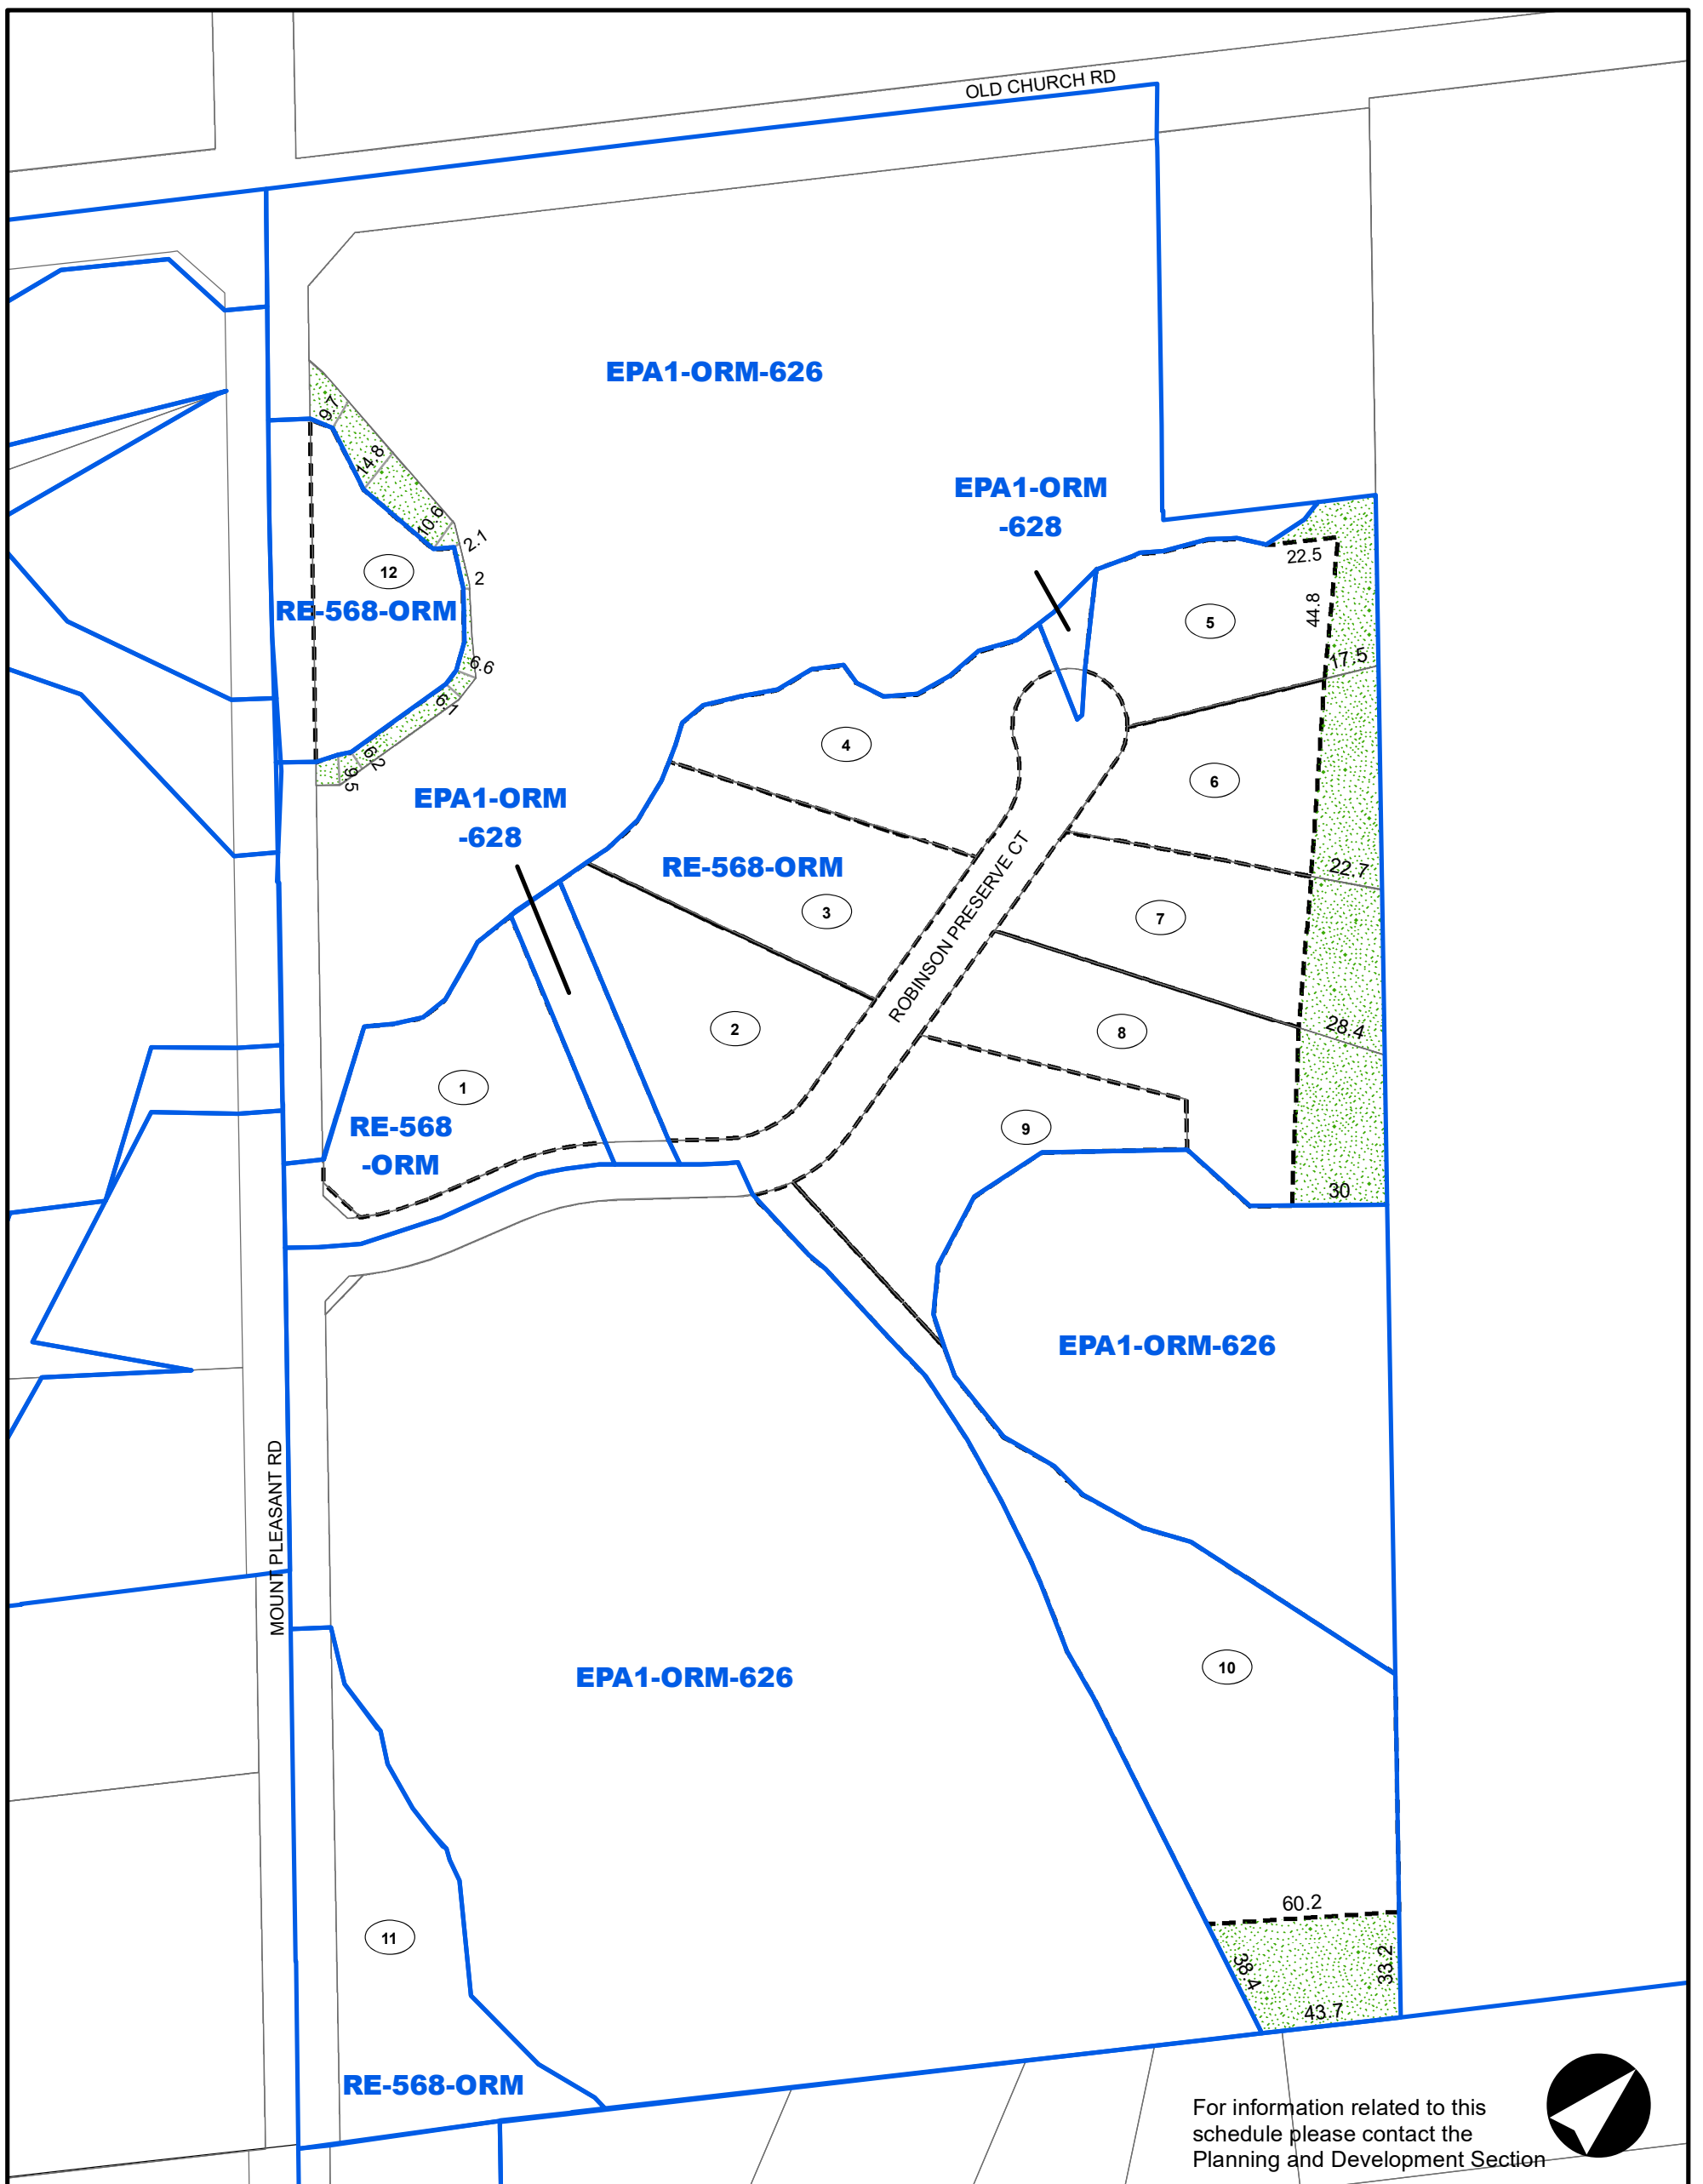 OLD CHURCH RD
EPA1-ORM-626
9.7
14.8
10.6
2.1
2
12
RE-568-ORM
6.6
6.1
6.2
9.5
EPA1-ORM
-628
22.5
44.8
5
17.5
4
6
EPA1-ORM
-628
RE-568-ORM
3
22.7
7
ROBINSON PRESERVE CT
2
8
28.4
1
9
RE-568
-ORM
30
EPA1-ORM-626
MOUNT PLEASANT RD
EPA1-ORM-626
10
60.2
11
38.4
33.2
43.7
RE-568-ORM
For information related to this
schedule please contact the
Planning and Development Section